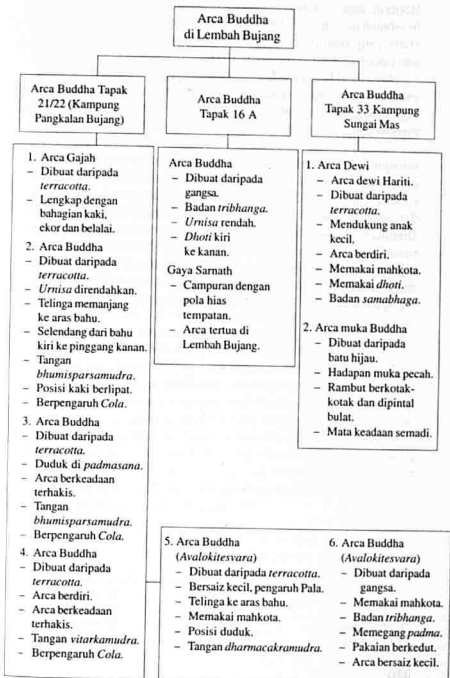 Arca Buddha
di Lembah Bujang
Arca Buddha Tapak
21/22 (Kampung
Pangkalan Bujang)
1. Arca Gajah
– Dibuat daripada
terracotta.
– Lengkap dengan
bahagian kaki,
ekor dan belalai.
2. Arca Buddha
– Dibuat daripada
terracotta.
– Urnisa direndahkan.
– Telinga memanjang
ke aras bahu.
– Selendang dari bahu
kiri ke pinggang kanan.
– Tangan
bhumisparsamudra.
– Posisi kaki berlipat.
– Berpengaruh Cola.
3. Arca Buddha
– Dibuat daripada
terracotta.
– Duduk di padmasana.
– Arca berkeadaan
terhakis.
– Tangan
bhumisparsamudra.
– Berpengaruh Cola.
4. Arca Buddha
– Dibuat daripada
terracotta.
– Arca berdiri.
– Arca berkeadaan
terhakis.
– Tangan vitarkamudra.
– Berpengaruh Cola.
5. Arca Buddha
(Avalokitesvara)
– Dibuat daripada terracotta.
– Bersaiz kecil, pengaruh Pala.
– Telinga ke aras bahu.
– Memakai mahkota.
– Posisi duduk.
– Tangan dharmacakramudra.
6. Arca Buddha
(Avalokitesvara)
– Dibuat daripada
gangsa.
– Memakai mahkota.
– Badan tribhanga.
– Memegang padma.
– Pakaian berkedut.
– Arca bersaiz kecil.
Arca Buddha
Tapak 16 A
Arca Buddha
– Dibuat daripada
gangsa.
– Badan tribhanga.
– Urnisa rendah.
– Dhoti kiri
ke kanan.
Gaya Sarnath
– Campuran dengan
pola hias
tempatan.
– Arca tertua di
Lembah Bujang.
Arca Buddha
Tapak 33 Kampung
Sungai Mas
1. Arca Dewi
– Arca dewi Hariti.
– Dibuat daripada
terracotta.
– Mendukung anak
kecil.
– Arca berdiri.
– Memakai mahkota.
– Memakai dhoti.
– Badan samabhaga.
2. Arca muka Buddha
– Dibuat daripada
batu hijau.
– Hadapan muka pecah.
– Rambut berkotak-
kotak dan dipintal
bulat.
– Mata keadaan semadi.